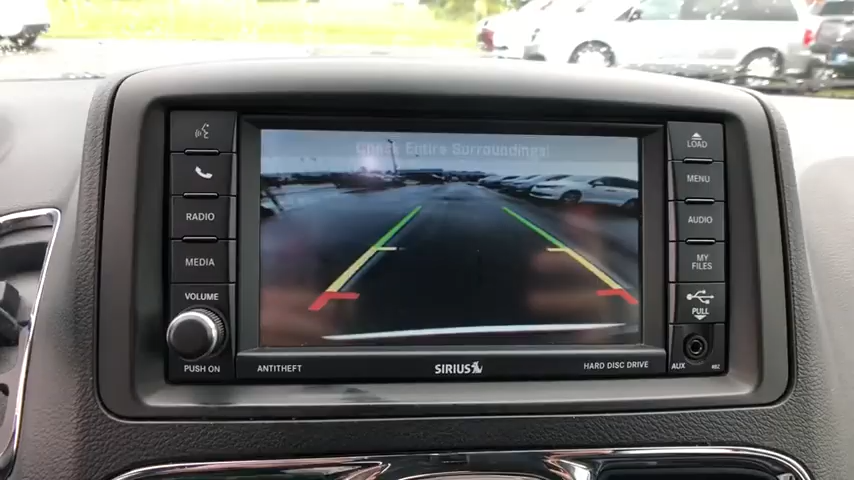 Check Entire Surroundings!
LOAD
MENU
RADIO
AUDIO
MEDIA
MY
FILES
VOLUME
PULL
PUSH ON
ANTITHEFT
SIRIUS
HARD DISC DRIVE
AUX